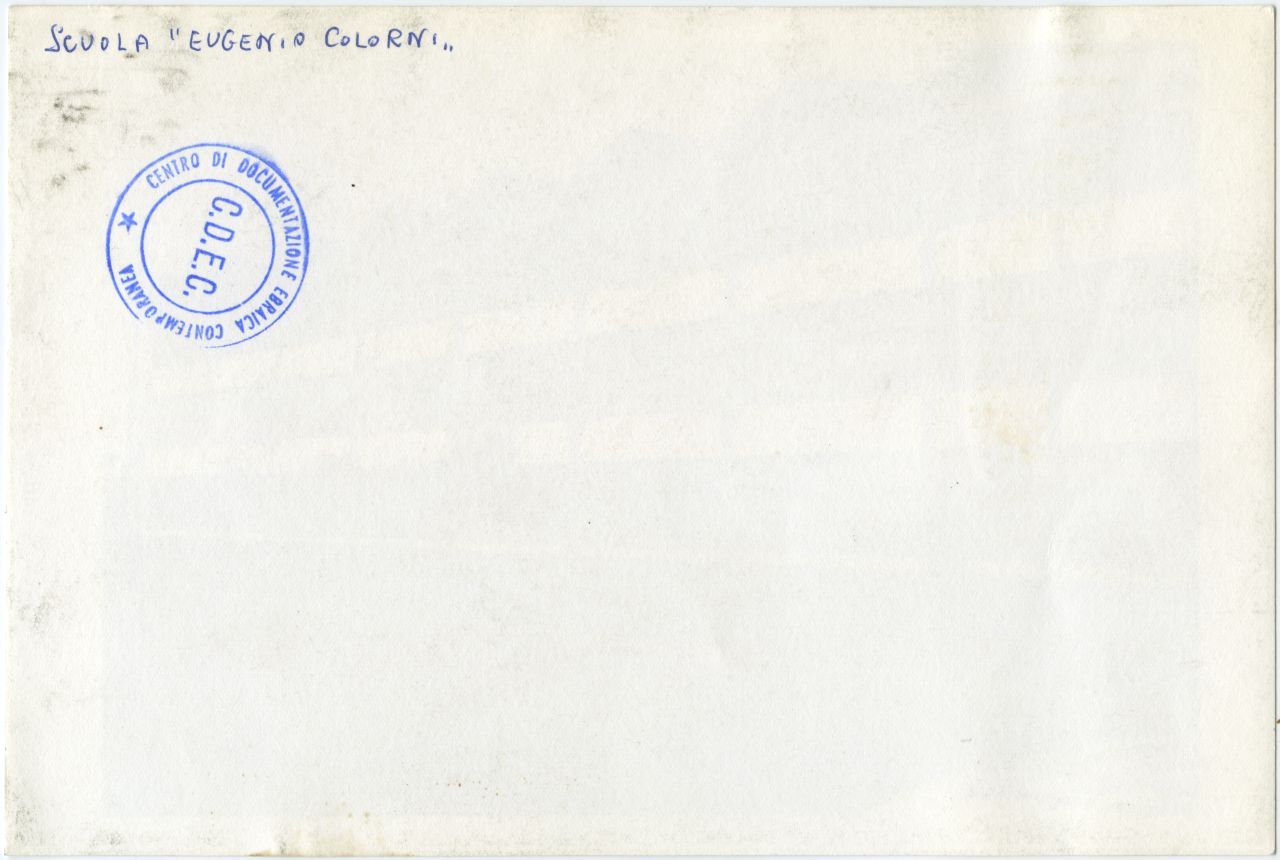 SCUOLA "EUGENIO COLORNI„
CENTRO DI DOCUMENTAZIONE EBRAICA CONTEMPORANEA
C.D.E.C.